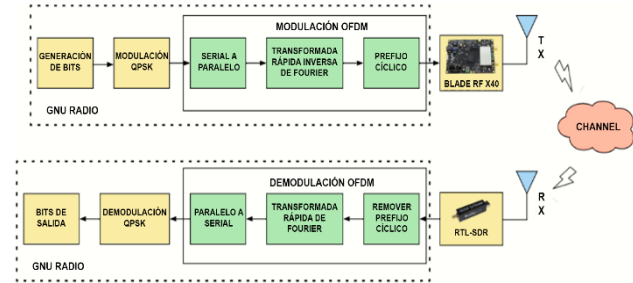 MODULACIÓN OFDM
GENERACIÓN
DE BITS
MODULACIÓN
QPSK
SERIAL A
PARALELO
TRANSFORMADA
RÁPIDA INVERSA
DE FOURIER
PREFIJO
CÍCLICO
BLADE RF X40
T
X
GNU RADIO
CHANNEL
DEMODULACIÓN OFDM
BITS DE
SALIDA
DEMODULACIÓN
QPSK
PARALELO A
SERIAL
TRANSFORMADA
RÁPIDA DE
FOURIER
REMOVER
PREFIJO
CÍCLICO
RTL-SDR
R
X
GNU RADIO